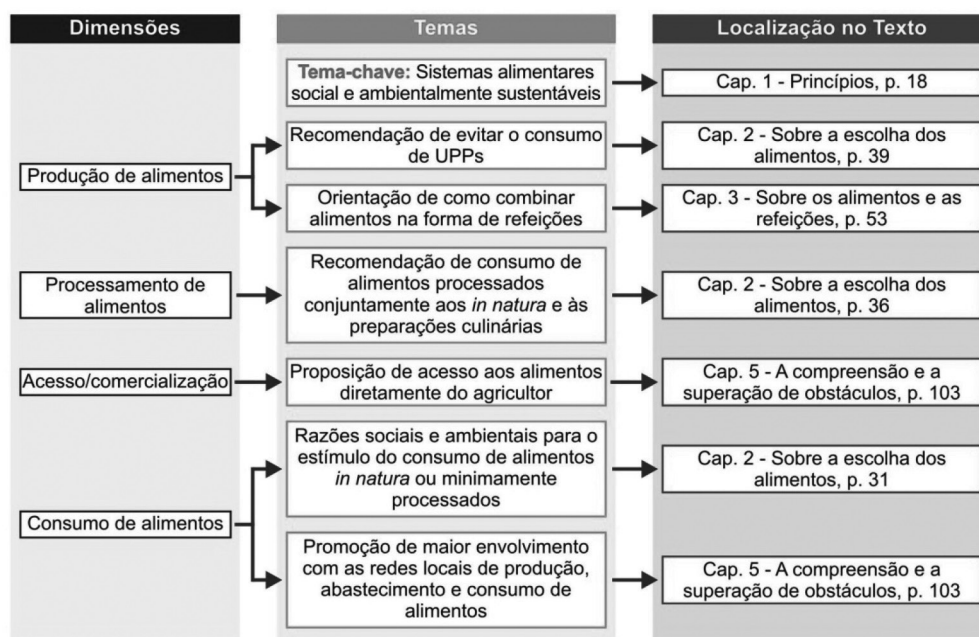 Dimensões
Temas
Localização no Texto
Tema-chave: Sistemas alimentares
social e ambientalmente sustentáveis
Cap. 1 - Princípios, p. 18
Produção de alimentos
Recomendação de evitar o consumo
de UPPs
Cap. 2 - Sobre a escolha dos
alimentos, p. 39
Orientação de como combinar
alimentos na forma de refeições
Cap. 3 - Sobre os alimentos e as
refeições, p. 53
Processamento de
alimentos
Recomendação de consumo de
alimentos processados
conjuntamente aos in natura e às
preparações culinárias
Cap. 2 - Sobre a escolha dos
alimentos, p. 36
Acesso/comercialização
Proposição de acesso aos alimentos
diretamente do agricultor
Cap. 5 - A compreensão e a
superação de obstáculos, p. 103
Consumo de alimentos
Razões sociais e ambientais para o
estímulo do consumo de alimentos
in natura ou minimamente
processados
Cap. 2 - Sobre a escolha dos
alimentos, p. 31
Promoção de maior envolvimento
com as redes locais de produção,
abastecimento e consumo de
alimentos
Cap. 5 - A compreensão e a
superação de obstáculos, p. 103